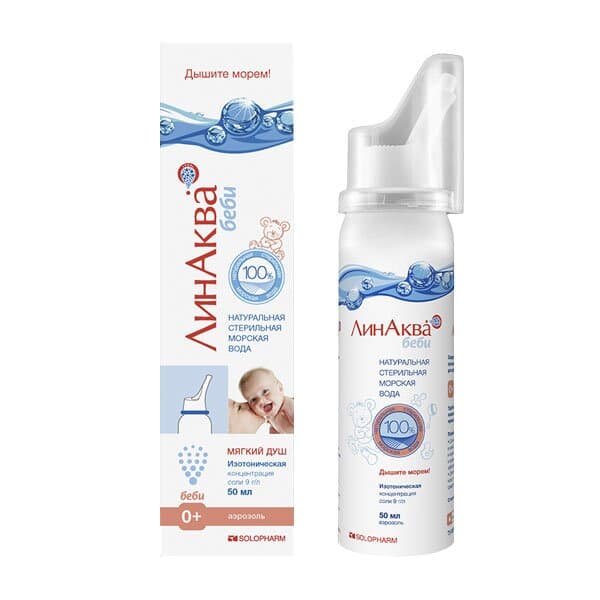 Дышите морем!
ЛинАква
беби
100%
НАТУРАЛЬНАЯ
СТЕРИЛЬНАЯ
МОРСКАЯ
ВОДА
МЯГКИЙ ДУШ
Изотоническая
концентрация
соли 9 г/л
50 мл
беби
0+
аэрозоль
SOLOPHARM
ЛинАква
беби
НАТУРАЛЬНАЯ
СТЕРИЛЬНАЯ
МОРСКАЯ
ВОДА
100%
Дышите морем!
Изотоническая
концентрация
соли 9 г/л
50 мл
аэрозоль
SOLOPHARM